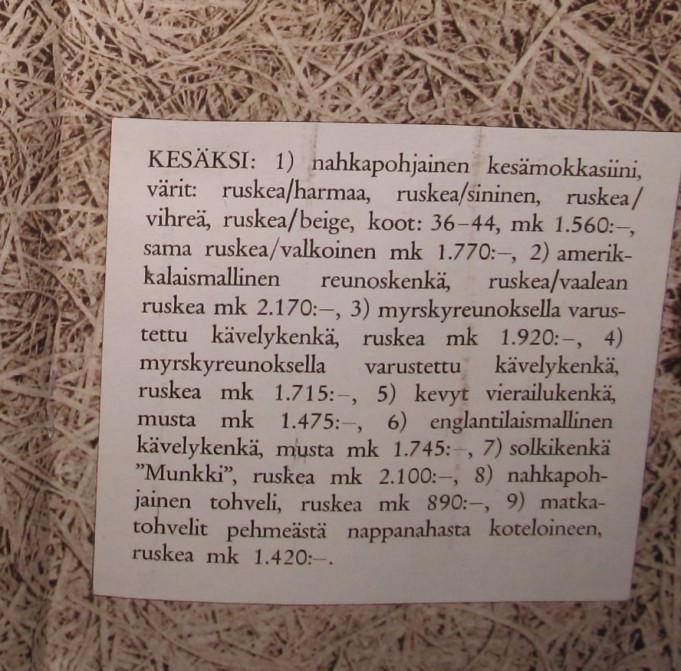 KESÄKSI: 1) nahkapohjainen kesämokkasiini,
värit: ruskea/harmaa, ruskea/sininen, ruskea/
vihreä, ruskea/beige, koot: 36–44, mk 1.560:–,
sama ruskea/valkoinen mk 1.770:–, 2) amerik-
kalaismallinen reunoskenkä, ruskea/vaalean
ruskea mk 2.170:–, 3) myrskyreunoksella varus-
tettu kävelykenkä, ruskea mk 1.920:–, 4)
myrskyreunoksella varustettu kävelykenkä,
ruskea mk 1.715:–, 5) kevyt vierailukenkä,
musta mk 1.475:–, 6) englantilaismallinen
kävelykenkä, musta mk 1.745:–, 7) solkikenkä
”Munkki”, ruskea mk 2.100:–, 8) nahkapoh-
jainen tohveli, ruskea mk 890:–, 9) matka-
tohvelit pehmeästä nappanahasta koteloineen,
ruskea mk 1.420:–.